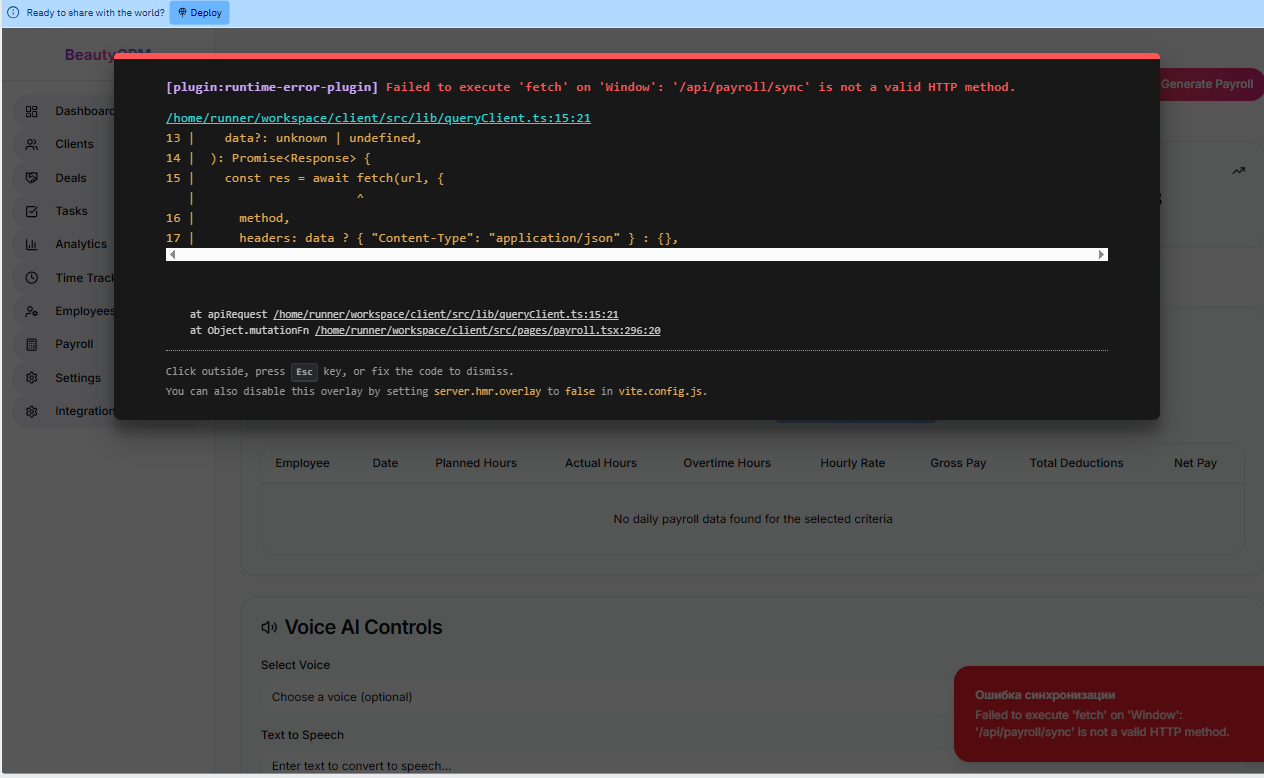 Ready to share with the world? Deploy
Generate Payroll
Dashboard
Clients
Deals
Tasks
Analytics
Time Track
Employees
Payroll
Settings
Integration
[plugin:runtime-error-plugin] Failed to execute 'fetch' on 'Window': '/api/payroll/sync' is not a valid HTTP method.
/home/runner/workspace/client/src/lib/queryClient.ts:15:21
13 | data?: unknown | undefined,
14 | ): Promise<Response> {
15 | const res = await fetch(url, {
| ^
16 | method,
17 | headers: data ? { "Content-Type": "application/json" } : {},
at apiRequest /home/runner/workspace/client/src/lib/queryClient.ts:15:21
at Object.mutationFn /home/runner/workspace/client/src/pages/payroll.tsx:296:20
Click outside, press Esc key, or fix the code to dismiss.
You can also disable this overlay by setting server.hmr.overlay to false in vite.config.js.
Employee Date Planned Hours Actual Hours Overtime Hours Hourly Rate Gross Pay Total Deductions Net Pay
No daily payroll data found for the selected criteria
Voice AI Controls
Select Voice
Choose a voice (optional)
Text to Speech
Enter text to convert to speech...
Ошибка синхронизации
Failed to execute 'fetch' on 'Window':
'/api/payroll/sync' is not a valid HTTP method.